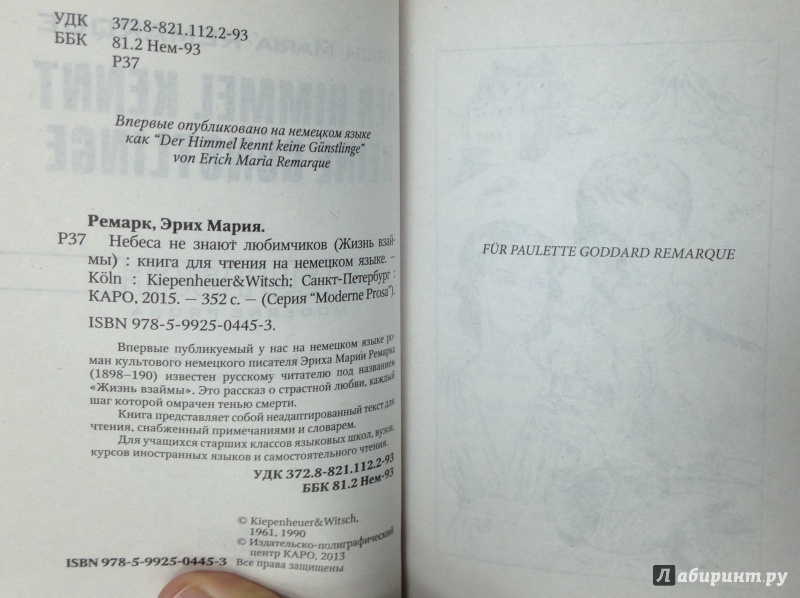 УДК 372.8-821.112.2-93
ББК 81.2 Нем-93
Р37
Впервые опубликовано на немецком языке
как "Der Himmel kennt keine Günstlinge"
von Erich Maria Remarque
Ремарк, Эрих Мария.
Р37 Небеса не знают любимчиков (Жизнь взай-
мы) : книга для чтения на немецком языке. –
Köln : Kiepenheuer&Witsch; Санкт-Петербург :
КАРО, 2015. — 352 с. — (Серия "Moderne Prosa").
ISBN 978-5-9925-0445-3.
Впервые публикуемый у нас на немецком языке ро-
ман культового немецкого писателя Эриха Марии Ремарка
(1898–190) известен русскому читателю под названием
«Жизнь взаймы». Это рассказ о страстной любви, каждый
шаг которой омрачен тенью смерти.
Книга представляет собой неадаптированный текст для
чтения, снабженный примечаниями и словарем.
Для учащихся старших классов языковых школ, вузов,
курсов иностранных языков и самостоятельного чтения.
УДК 372.8-821.112.2-93
ББК 81.2 Нем-93
© Kiepenheuer&Witsch,
1961, 1990
© Издательско-полиграфический
центр КАРО, 2013
ISBN 978-5-9925-0445-3 Все права защищены
FÜR PAULETTE GODDARD REMARQUE
Лабиринт.ру